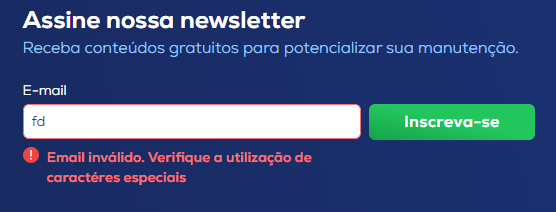 Assine nossa newsletter
Receba conteúdos gratuitos para potencializar sua manutenção.
E-mail
fd
Inscreva-se
Email inválido. Verifique a utilização de
caractéres especiais